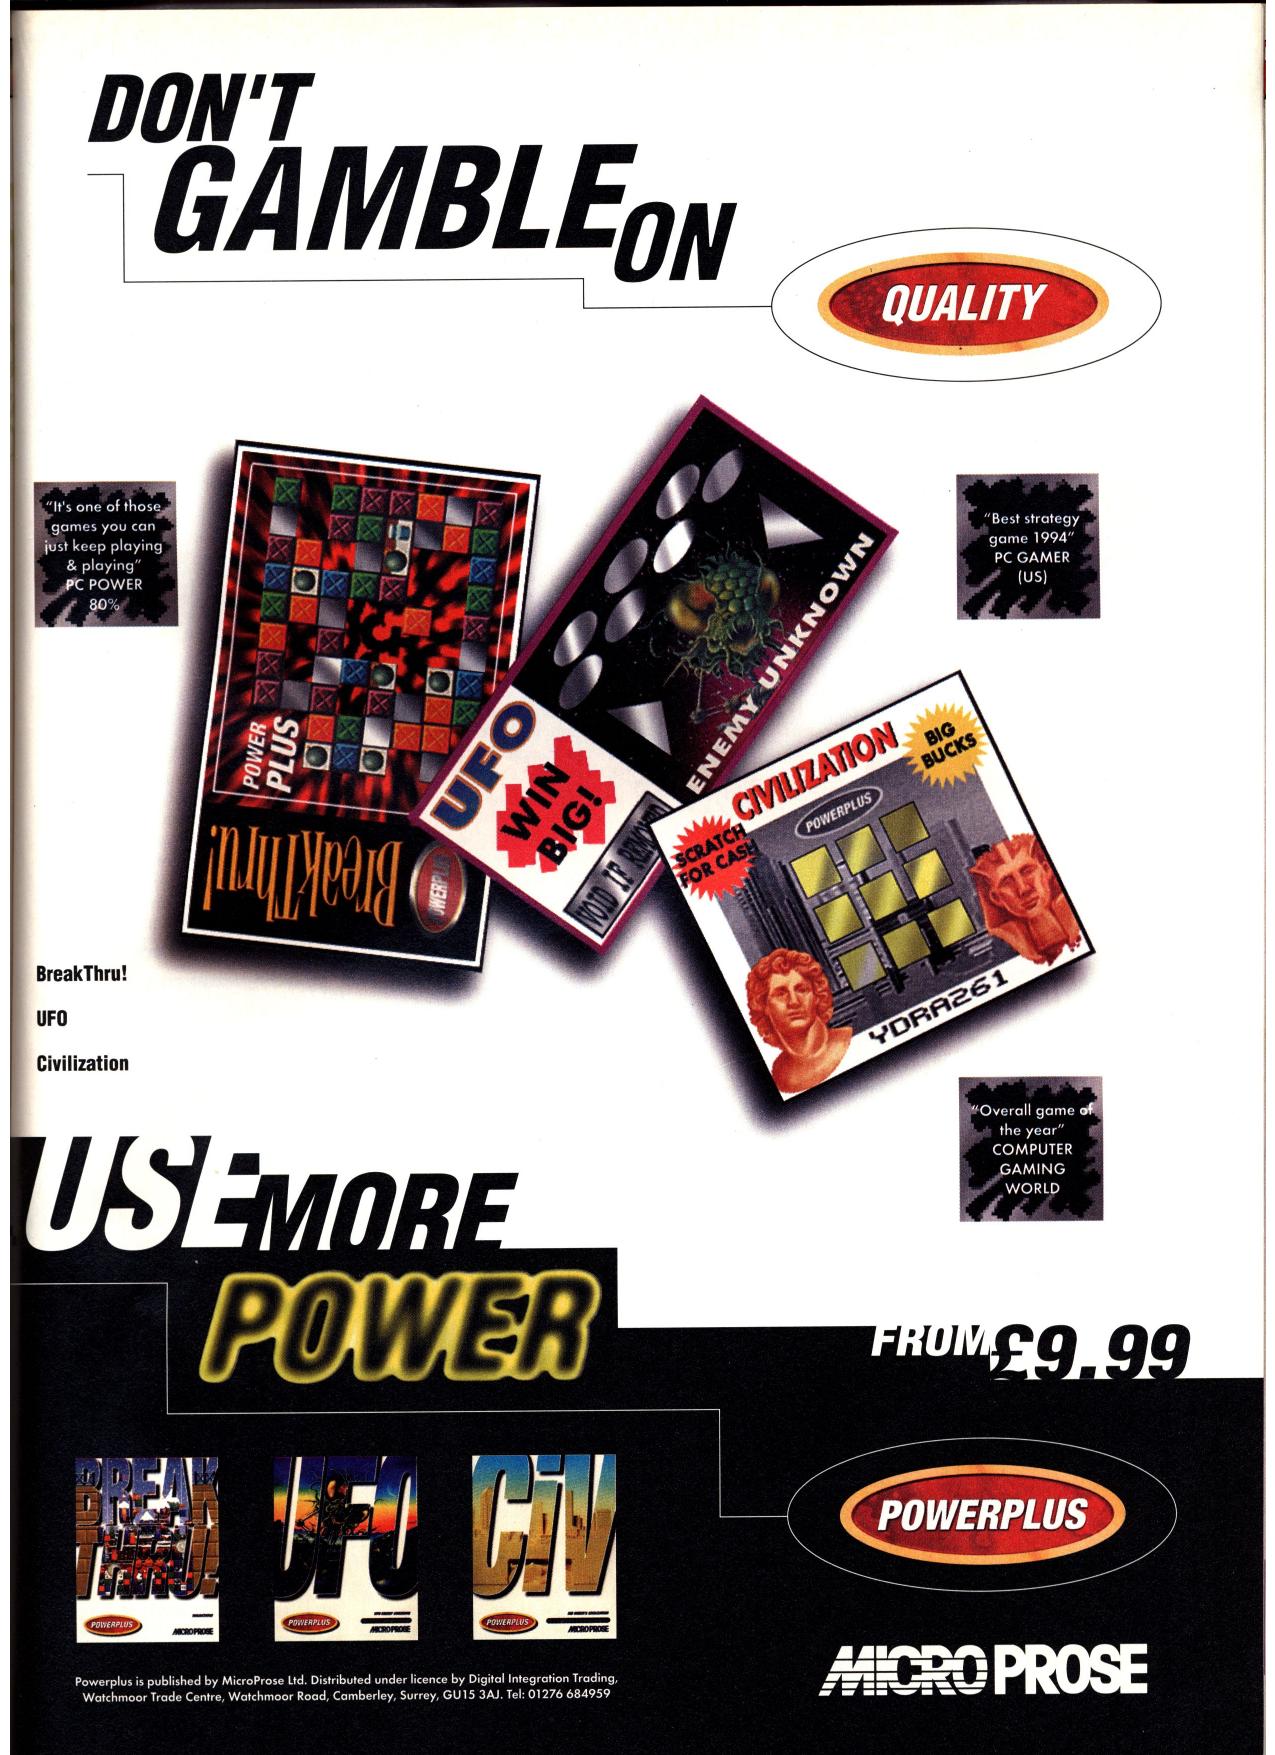 DON'T
GAMBLE
ON
QUALITY
"It's one of those
games you can
just keep playing
& playing"
PC POWER
80%
"Best strategy
game 1994"
PC GAMER
(US)
POWER
PLUS
BreakThru!
POWERPLUS
UFO
ENEMY UNKNOWN
WIN
BIG!
VOID IF REMOVED
CIVILIZATION
BIG
BUCKS
POWERPLUS
SCRATCH
FOR CASH
YDRA261
BreakThru!
UFO
Civilization
"Overall game of
the year"
COMPUTER
GAMING
WORLD
USE MORE
POWER
FROM £9.99
BREAK
THRU!
POWERPLUS
MICROPROSE
UFO
POWERPLUS
MICROPROSE
CiV
POWERPLUS
MICROPROSE
POWERPLUS
MICROPROSE
Powerplus is published by MicroProse Ltd. Distributed under licence by Digital Integration Trading,
Watchmoor Trade Centre, Watchmoor Road, Camberley, Surrey, GU15 3AJ. Tel: 01276 684959